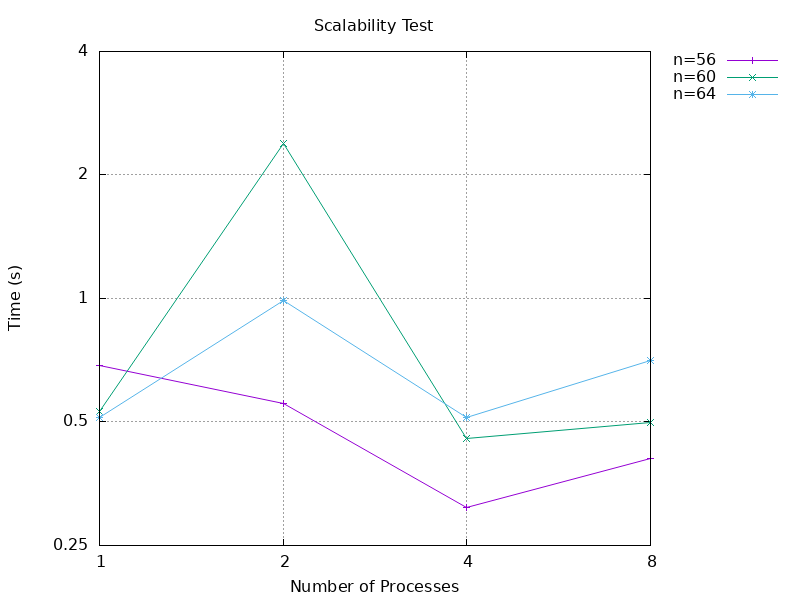 Scalability Test
4
2
1
0.5
0.25
1
2
4
8
Time (s)
Number of Processes
n=56
n=60
n=64